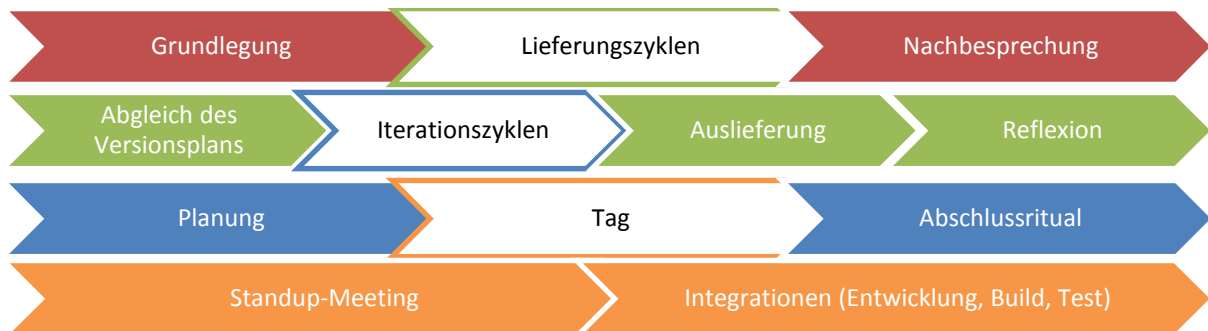 Grundlegung
Lieferungszyklen
Nachbesprechung
Abgleich des
Versionsplans
Iterationszyklen
Auslieferung
Reflexion
Planung
Tag
Abschlussritual
Standup-Meeting
Integrationen (Entwicklung, Build, Test)